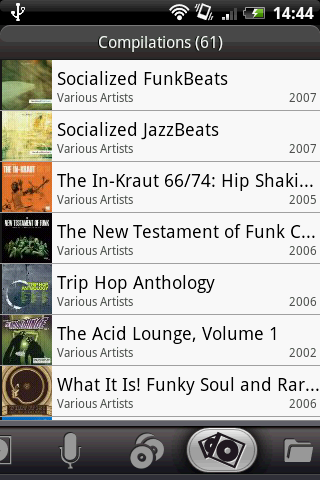 14:44
Compilations (61)
Socialized FunkBeats
Various Artists 2007
Socialized JazzBeats
Various Artists 2007
THE IN-KRAUT
The In-Kraut 66/74: Hip Shaki...
Various Artists 2005
NEW TESTAMENT OF FUNK
The New Testament of Funk C...
Various Artists 2006
TRIP HOP
ANTHOLOGY
Trip Hop Anthology
Various Artists 2006
The Acid Lounge, Volume 1
Various Artists 2002
What It Is! Funky Soul and Rar...
Various Artists 2006